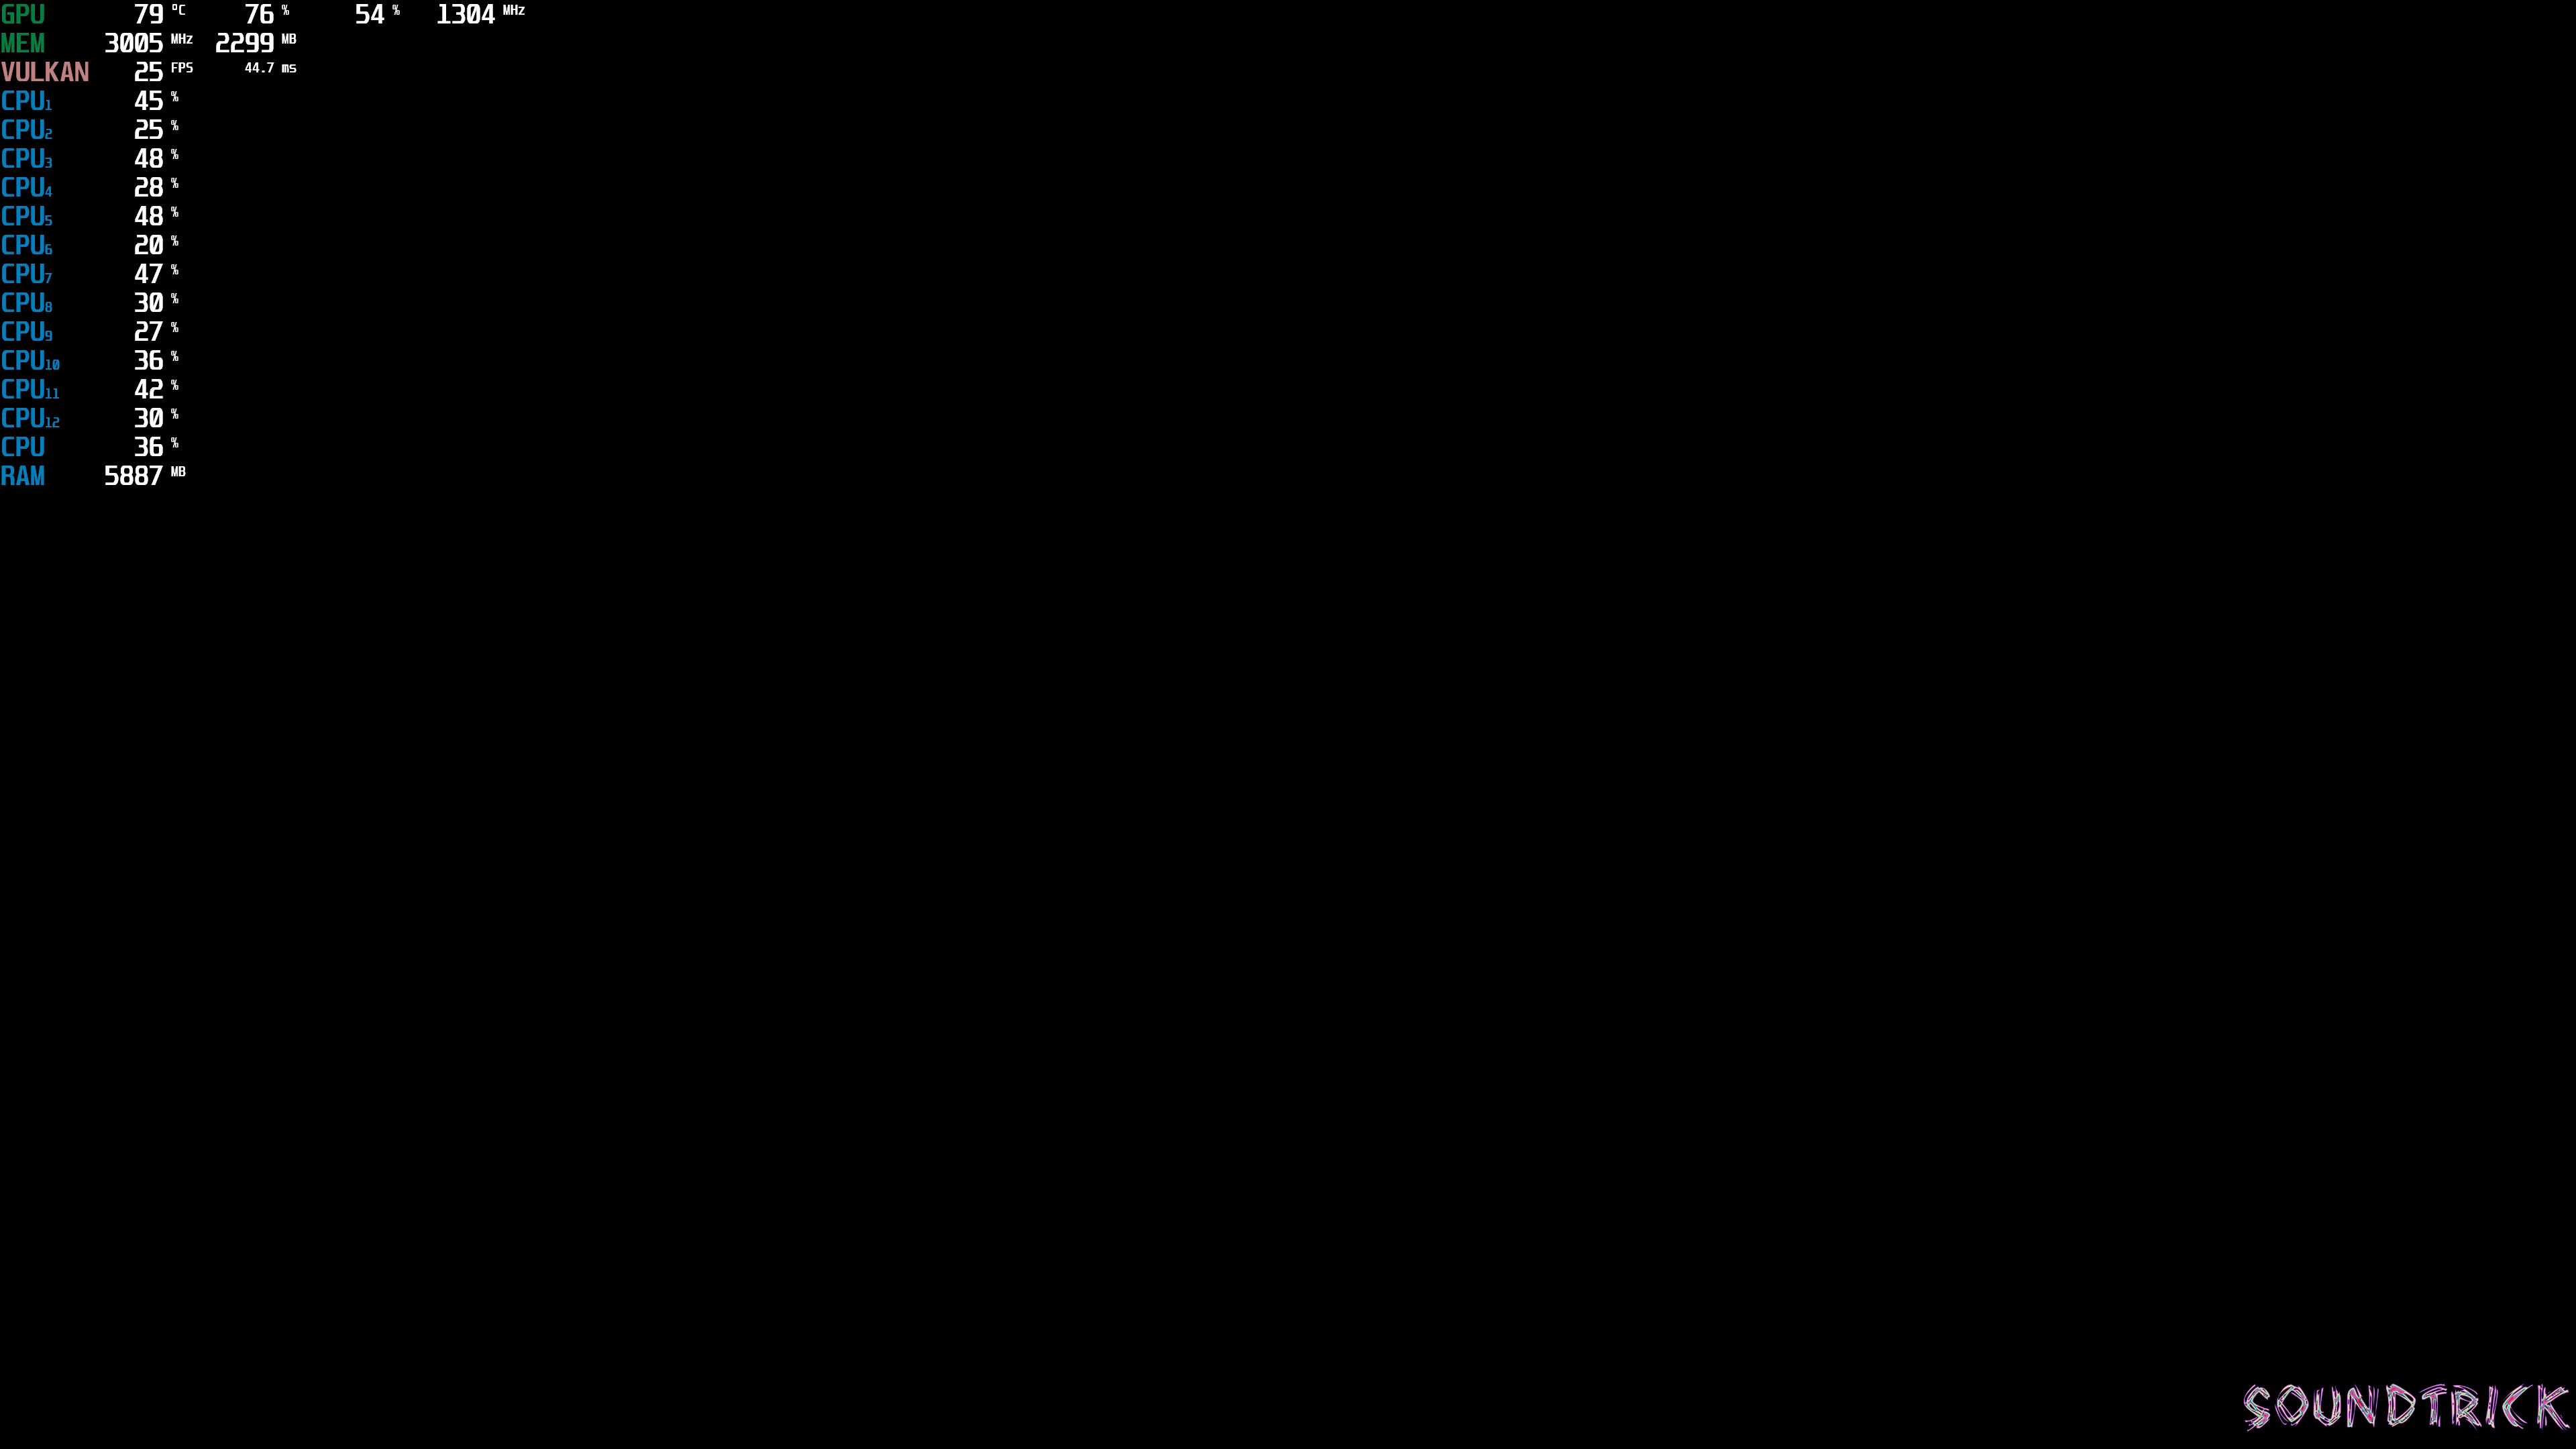 GPU 79 °C 76 % 54 % 1304 MHz
MEM 3005 MHz 2299 MB
VULKAN 25 FPS 44.7 ms
CPU1 45 %
CPU2 25 %
CPU3 48 %
CPU4 28 %
CPU5 48 %
CPU6 20 %
CPU7 47 %
CPU8 30 %
CPU9 27 %
CPU10 36 %
CPU11 42 %
CPU12 30 %
CPU 36 %
RAM 5887 MB
SOUNDTRICK